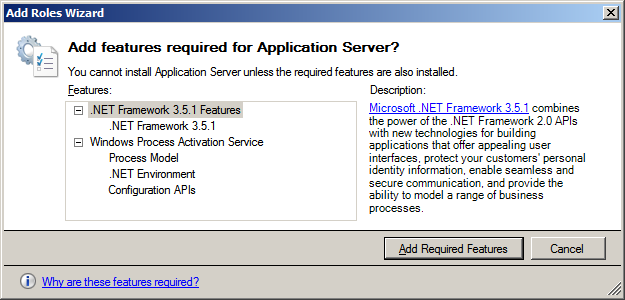 Add Roles Wizard
Add features required for Application Server?
You cannot install Application Server unless the required features are also installed.
Features:
.NET Framework 3.5.1 Features
.NET Framework 3.5.1
Windows Process Activation Service
Process Model
.NET Environment
Configuration APIs
Description:
Microsoft .NET Framework 3.5.1 combines
the power of the .NET Framework 2.0 APIs
with new technologies for building
applications that offer appealing user
interfaces, protect your customers' personal
identity information, enable seamless and
secure communication, and provide the
ability to model a range of business
processes.
Add Required Features
Cancel
Why are these features required?